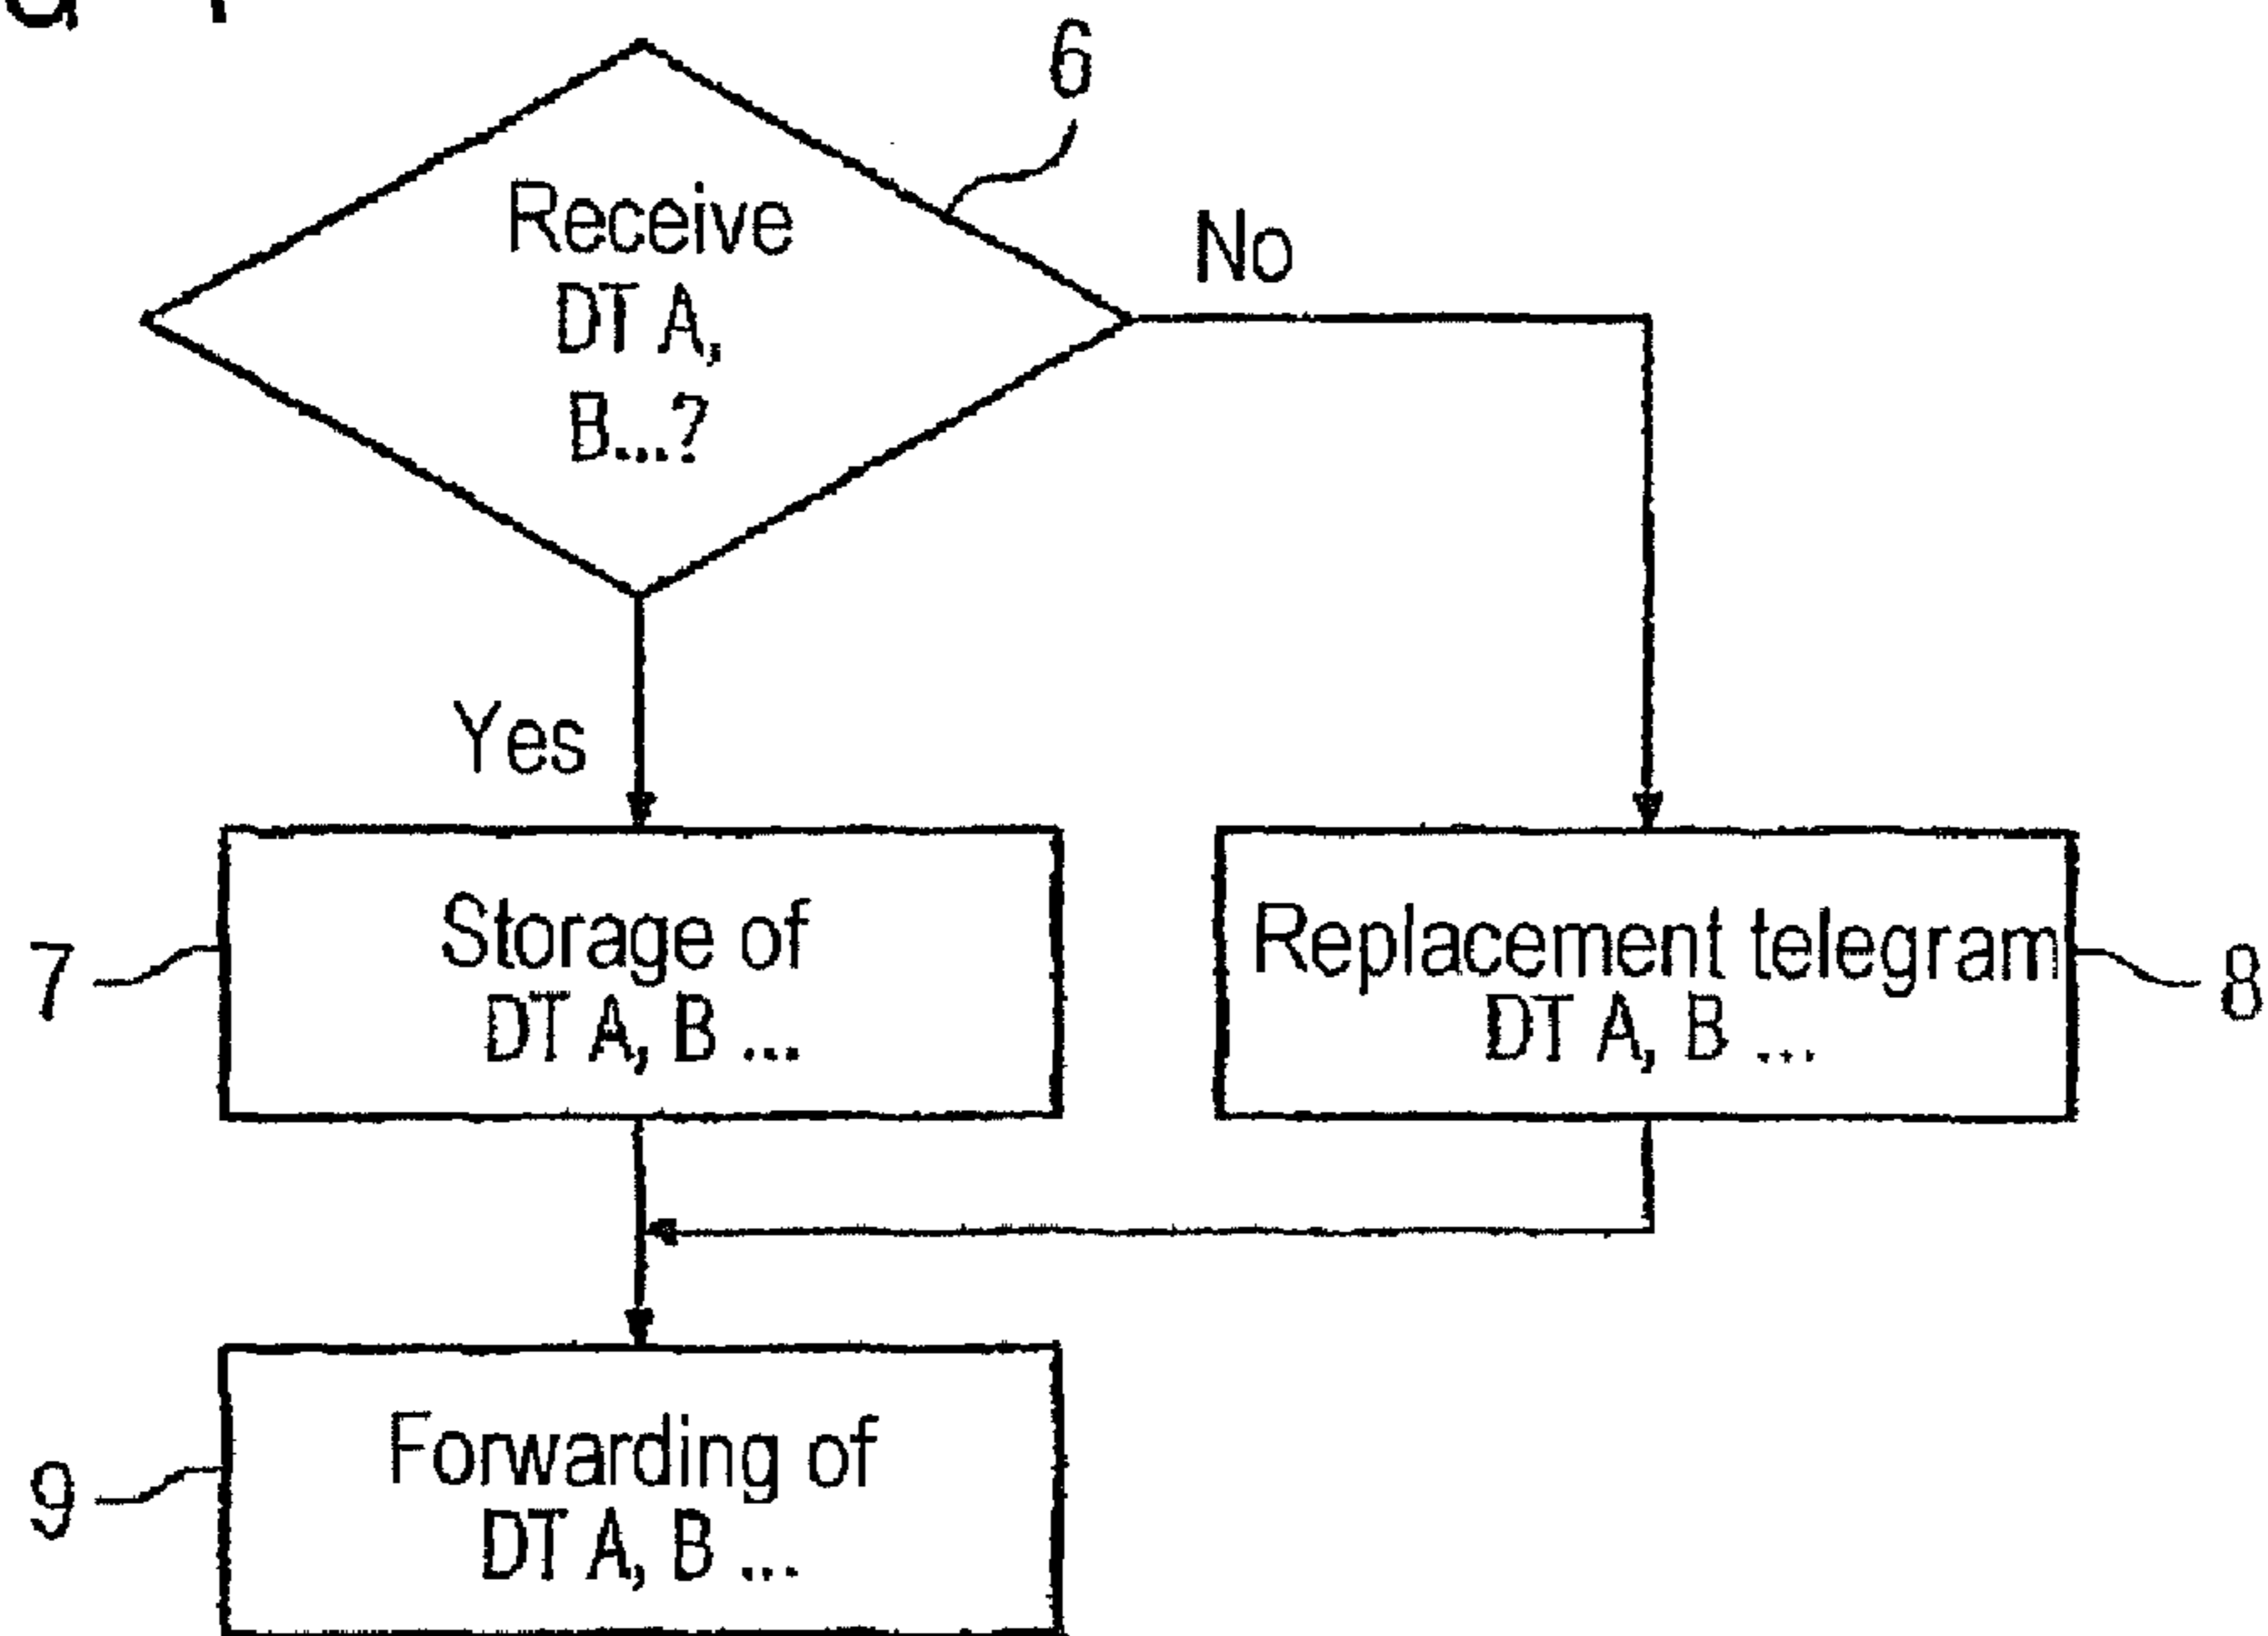 6
Receive
DT A,
B...?
No
Yes
7
Storage of
DT A, B ...
Replacement telegram
DT A, B ...
8
9
Forwarding of
DT A, B ...